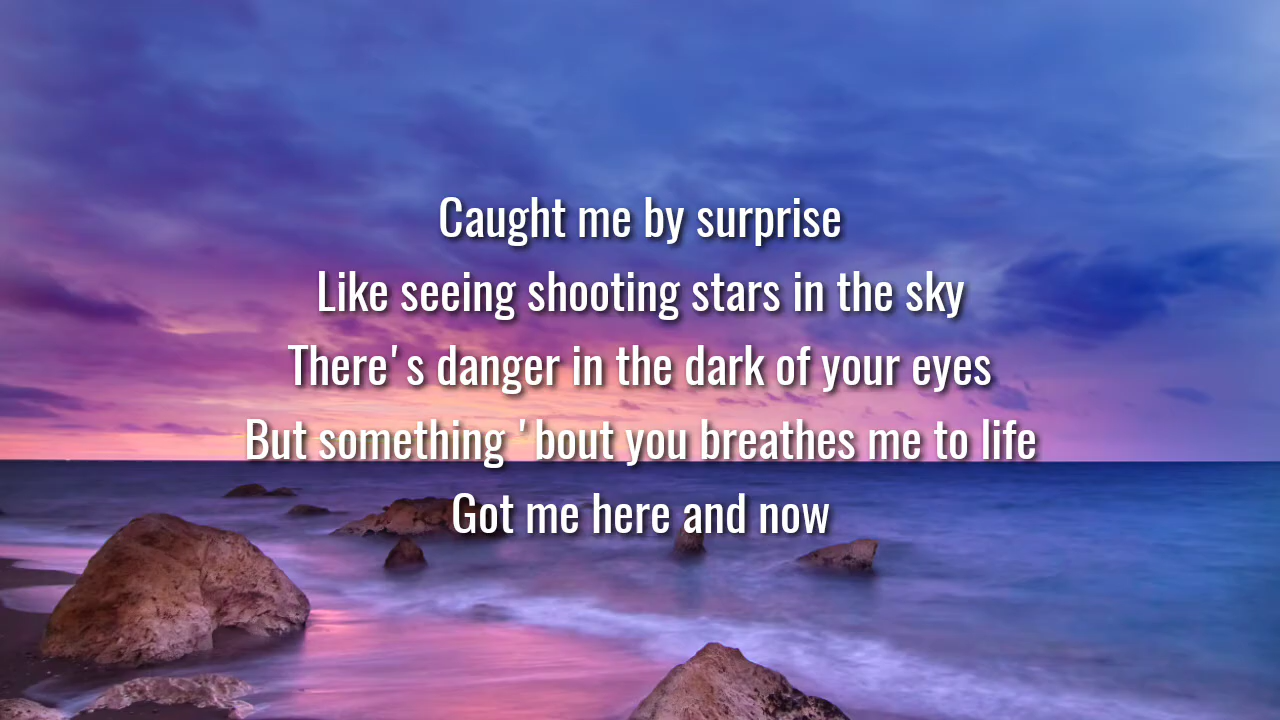 Caught me by surprise
Like seeing shooting stars in the sky
There's danger in the dark of your eyes
But something 'bout you breathes me to life
Got me here and now